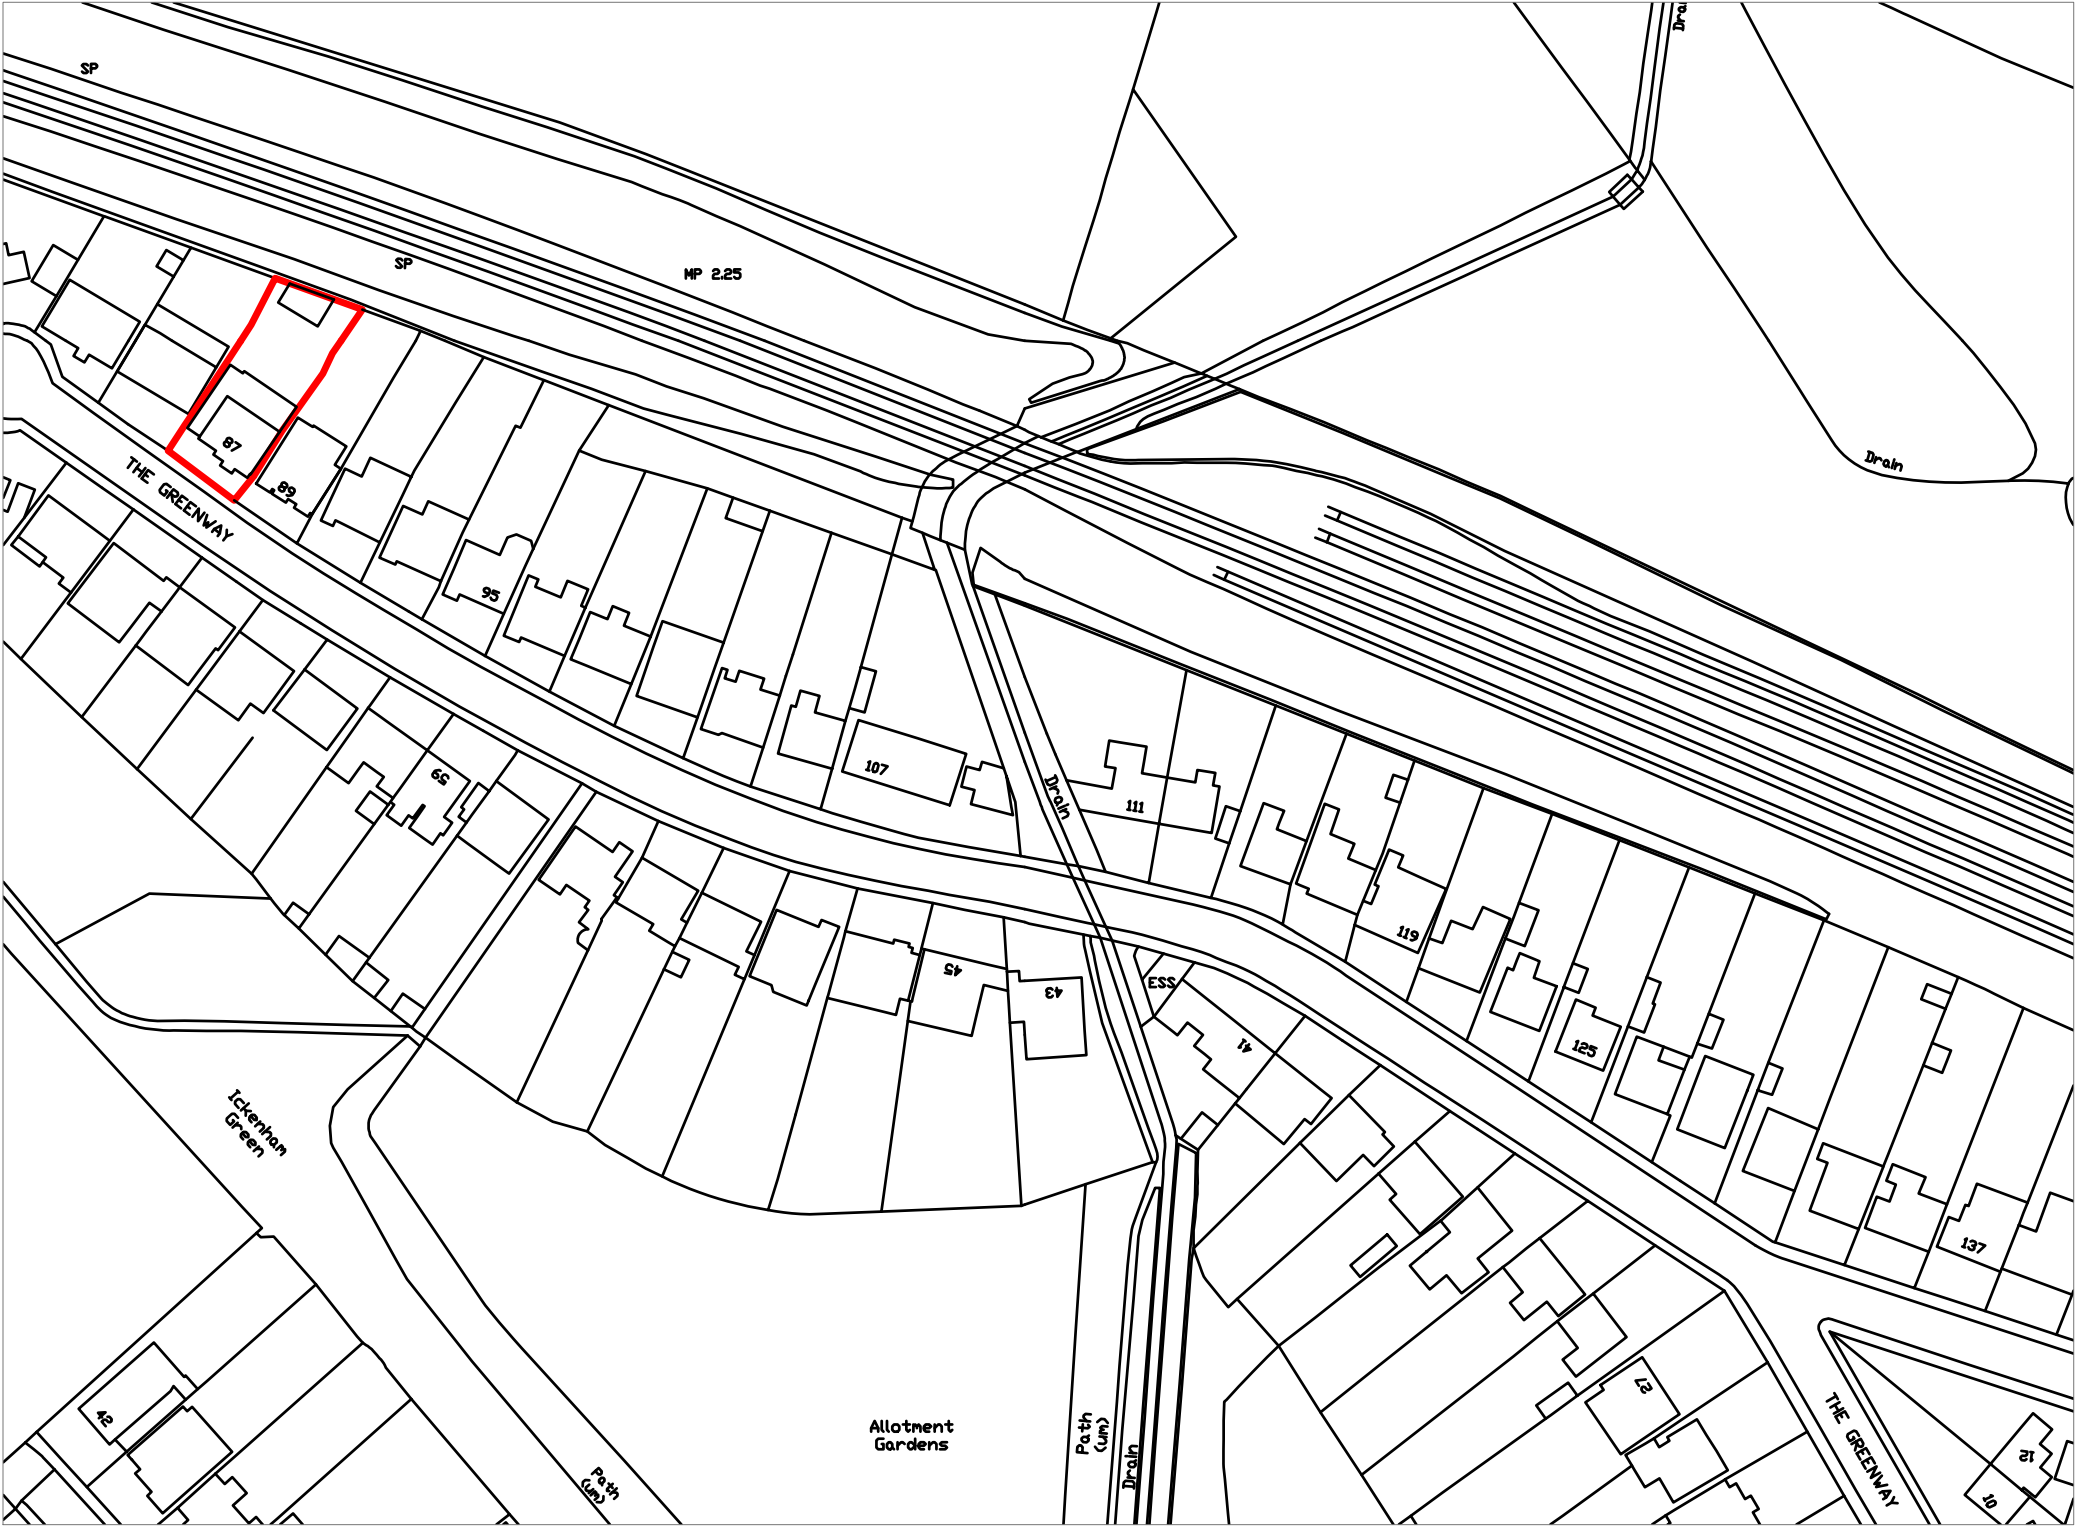 Drai
SP
SP
MP 2.25
Drain
87
89
THE GREENWAY
95
59
107
Drain
111
119
45
43
ESS
41
125
Ickenham
Green
137
42
Allotment
Gardens
Path
(um)
Drain
Path
(um)
27
THE GREENWAY
12
10